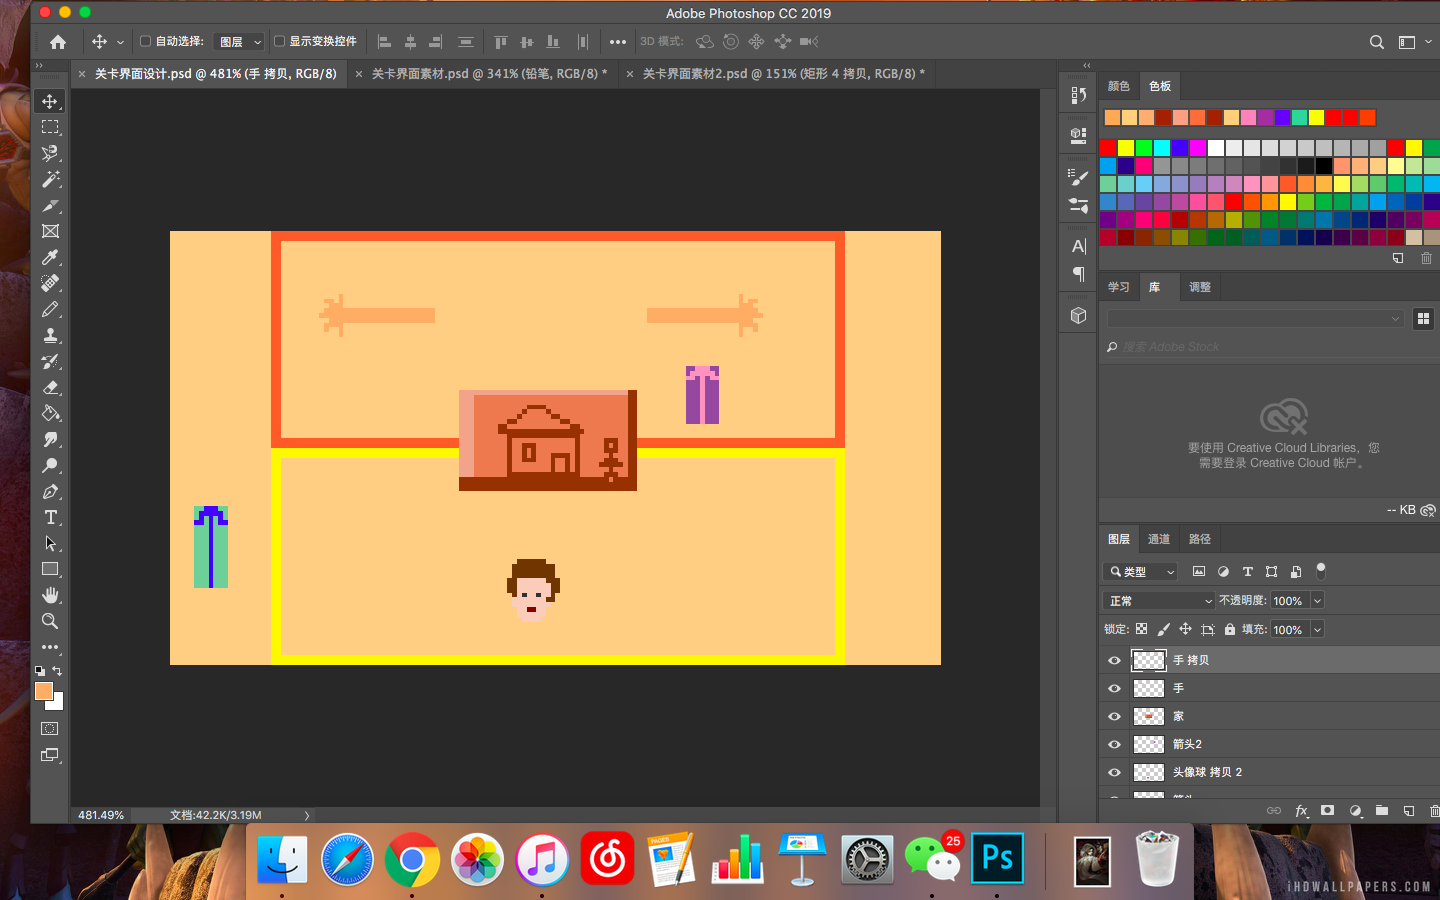 Adobe Photoshop CC 2019
自动选择:
图层
显示变换控件
3D 模式:
× 关卡界面设计.psd @ 481% (手 拷贝, RGB/8)
× 关卡界面素材.psd @ 341% (铅笔, RGB/8) *
× 关卡界面素材2.psd @ 151% (矩形 4 拷贝, RGB/8) *
颜色
色板
学习
库
调整
搜索 Adobe Stock
要使用 Creative Cloud Libraries，您
需要登录 Creative Cloud 帐户。
-- KB
图层
通道
路径
类型
正常
不透明度: 100%
锁定:
填充: 100%
手 拷贝
手
家
箭头2
头像球 拷贝 2
箭头
fx
481.49%
文档:42.2K/3.19M
PAGES
25
Ps
iHDWALLPAPERS.COM